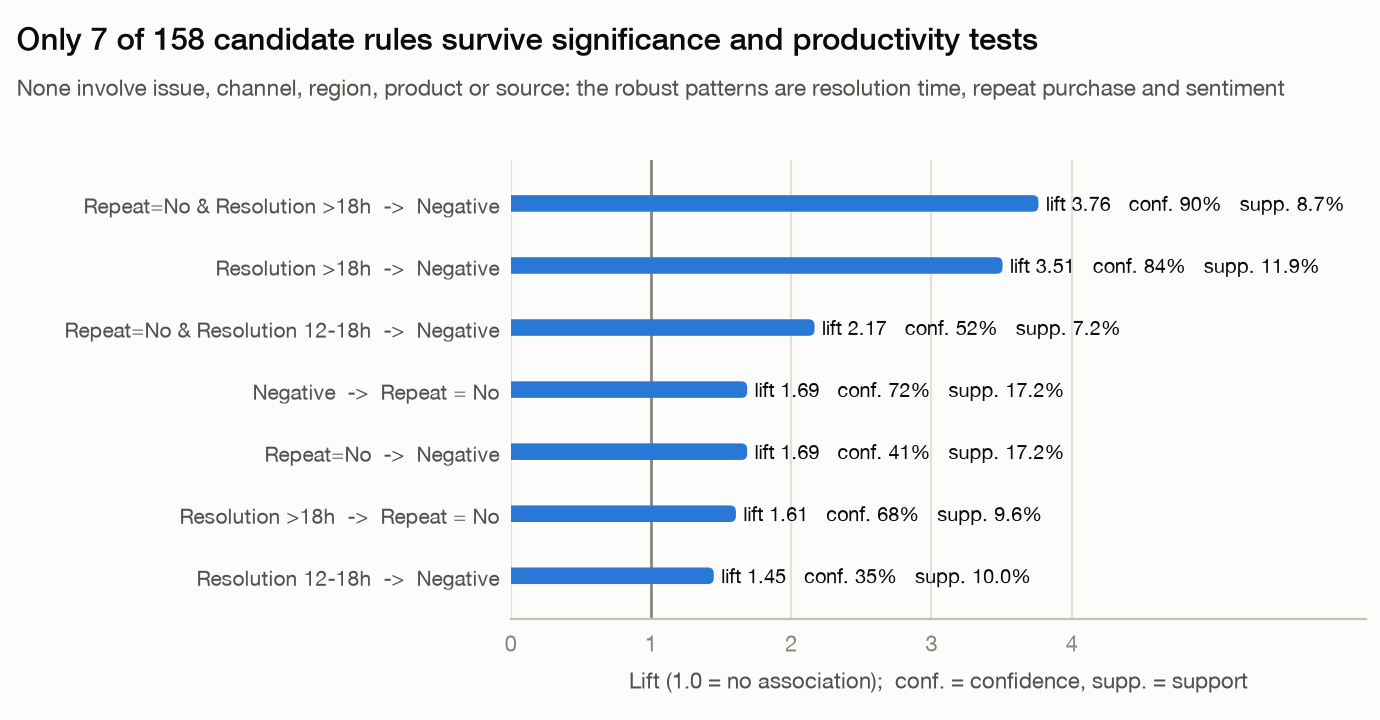 Only 7 of 158 candidate rules survive significance and productivity tests
None involve issue, channel, region, product or source: the robust patterns are resolution time, repeat purchase and sentiment
Repeat=No & Resolution >18h -> Negative lift 3.76 conf. 90% supp. 8.7%
Resolution >18h -> Negative lift 3.51 conf. 84% supp. 11.9%
Repeat=No & Resolution 12-18h -> Negative lift 2.17 conf. 52% supp. 7.2%
Negative -> Repeat = No lift 1.69 conf. 72% supp. 17.2%
Repeat=No -> Negative lift 1.69 conf. 41% supp. 17.2%
Resolution >18h -> Repeat = No lift 1.61 conf. 68% supp. 9.6%
Resolution 12-18h -> Negative lift 1.45 conf. 35% supp. 10.0%
0 1 2 3 4
Lift (1.0 = no association); conf. = confidence, supp. = support